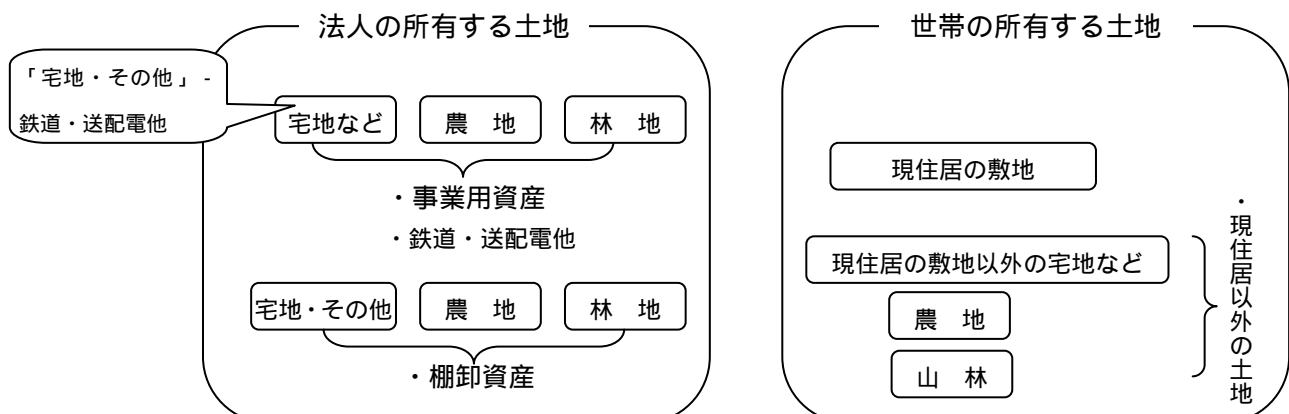 法人の所有する土地
「宅地・その他」 -
鉄道・送配電他
宅地など
農　地
林　地
・事業用資産
・鉄道・送配電他
宅地・その他
農　地
林　地
・棚卸資産
世帯の所有する土地
現住居の敷地
現住居の敷地以外の宅地など
農　地
山　林
・現住居以外の土地